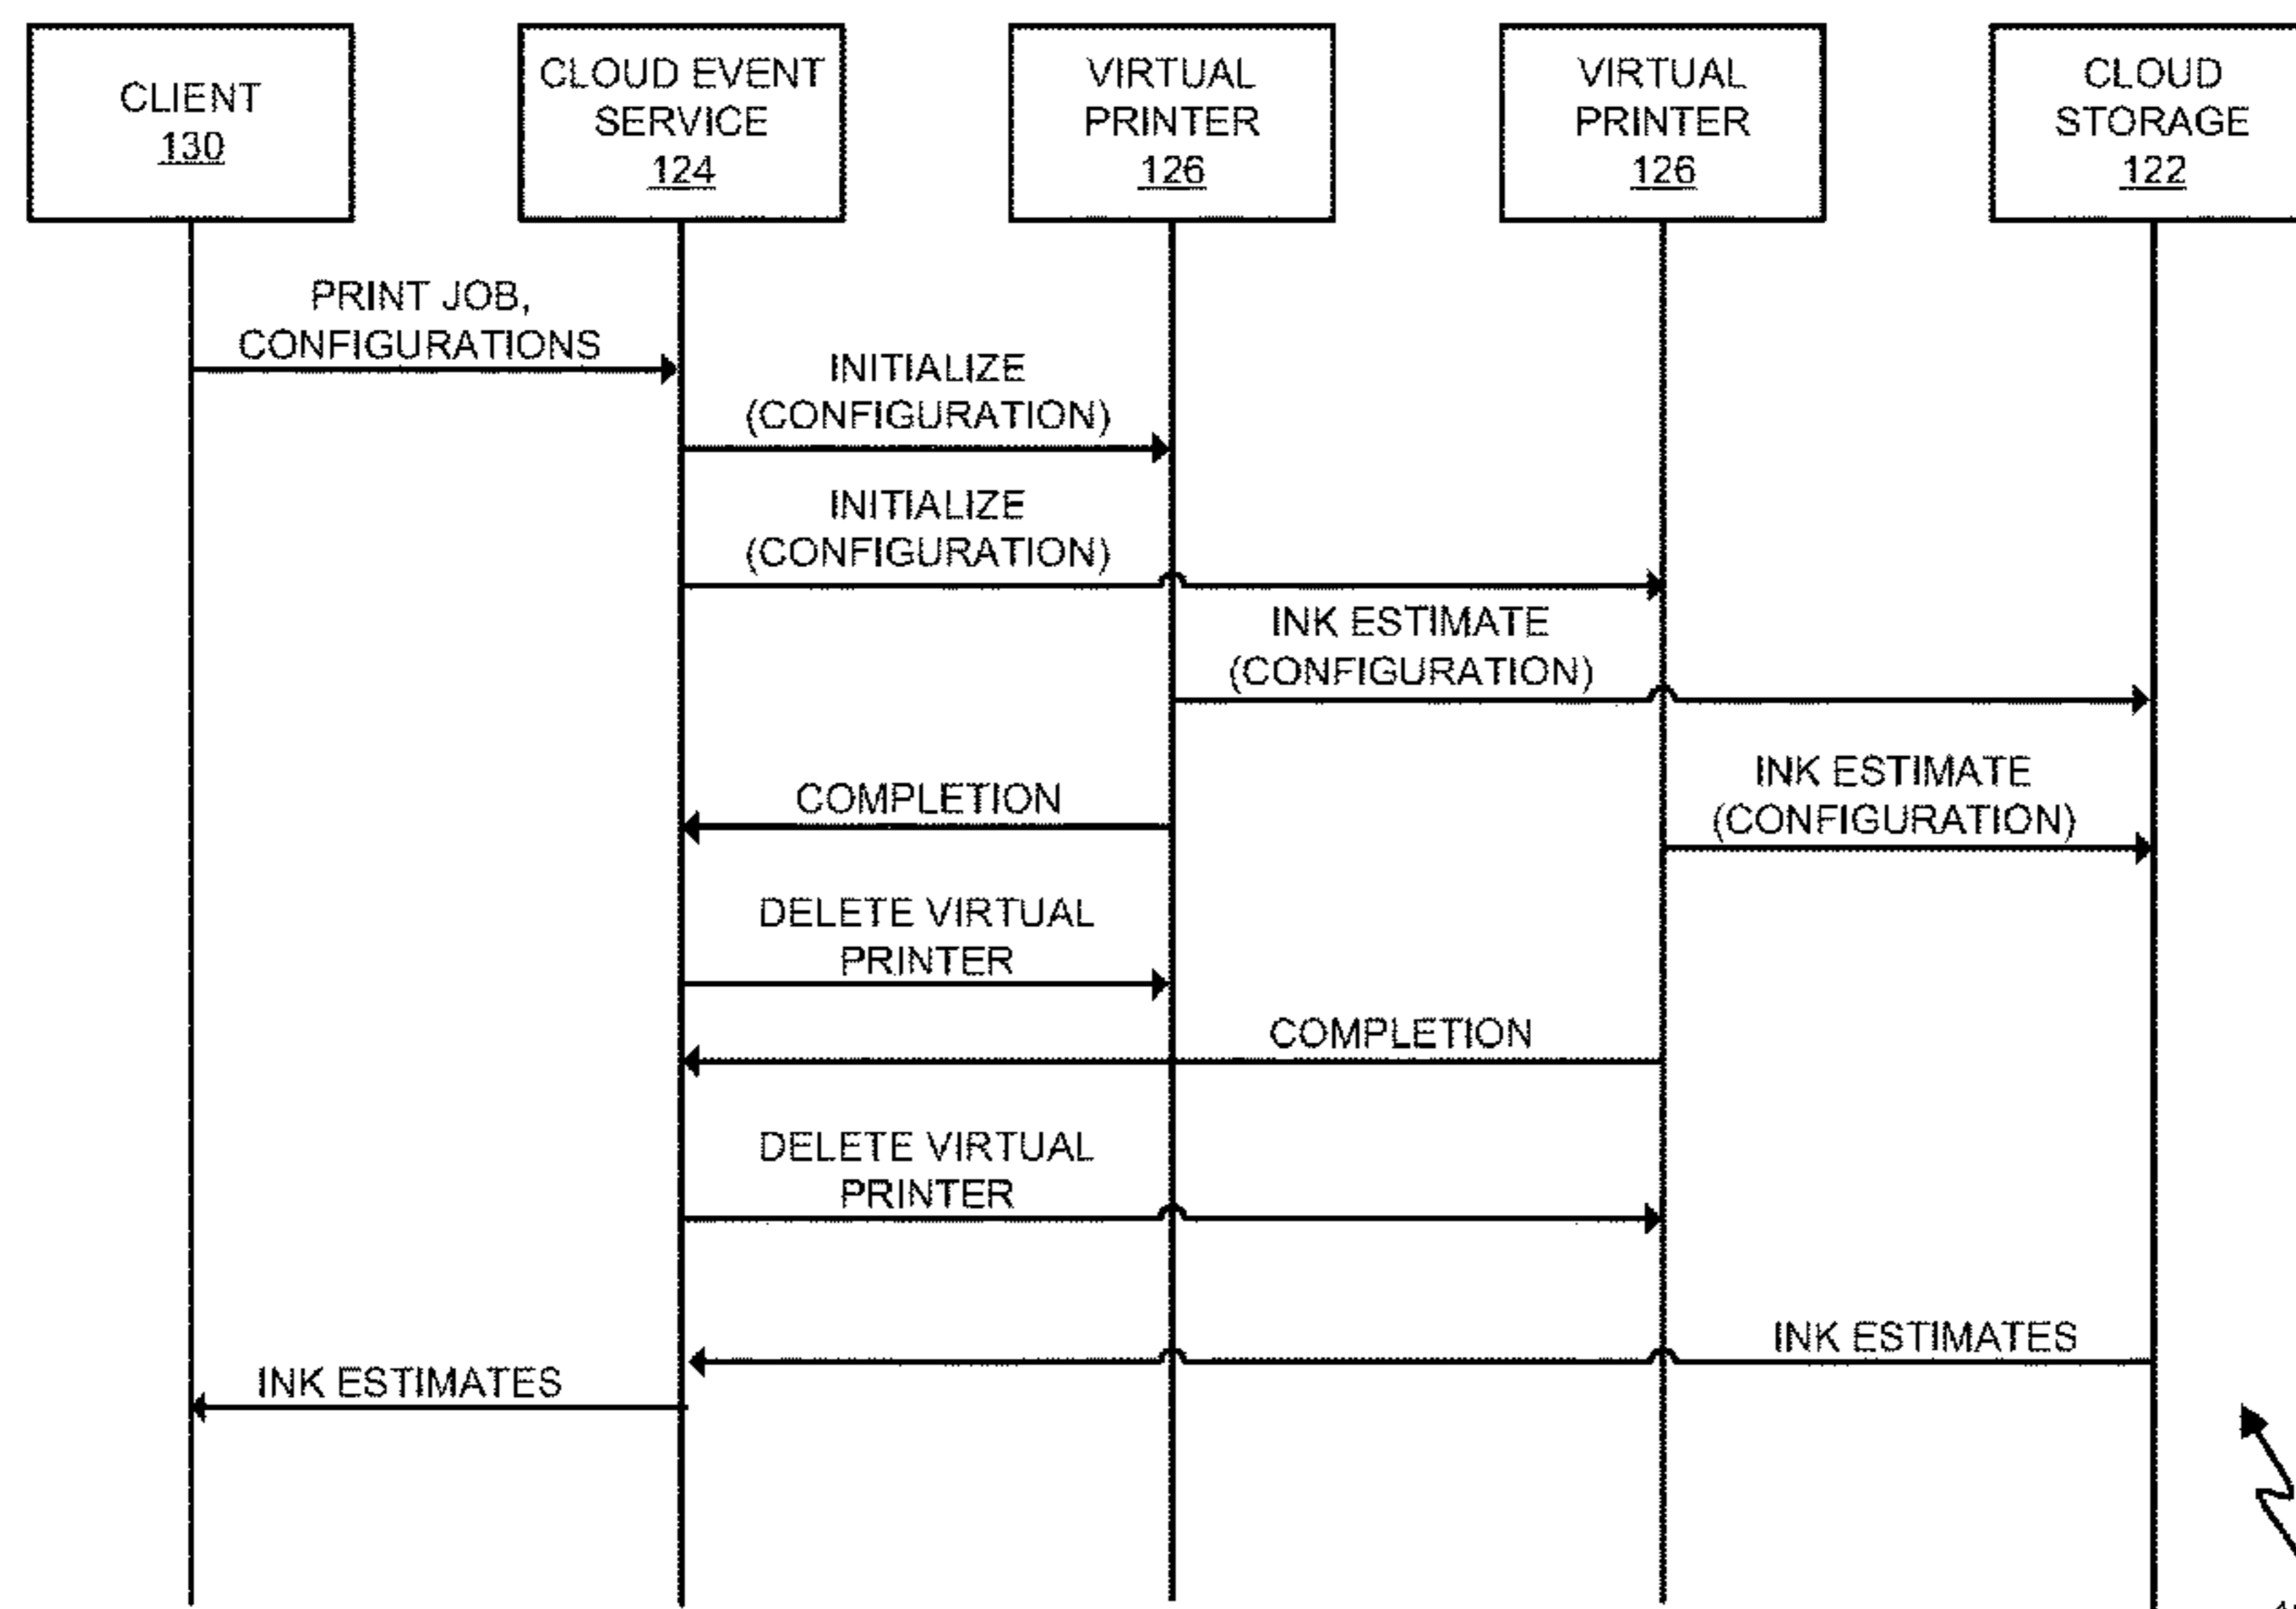 CLIENT
130
CLOUD EVENT
SERVICE
124
VIRTUAL
PRINTER
126
VIRTUAL
PRINTER
126
CLOUD
STORAGE
122
PRINT JOB,
CONFIGURATIONS
INITIALIZE
(CONFIGURATION)
INITIALIZE
(CONFIGURATION)
INK ESTIMATE
(CONFIGURATION)
INK ESTIMATE
(CONFIGURATION)
COMPLETION
DELETE VIRTUAL
PRINTER
COMPLETION
DELETE VIRTUAL
PRINTER
INK ESTIMATES
INK ESTIMATES